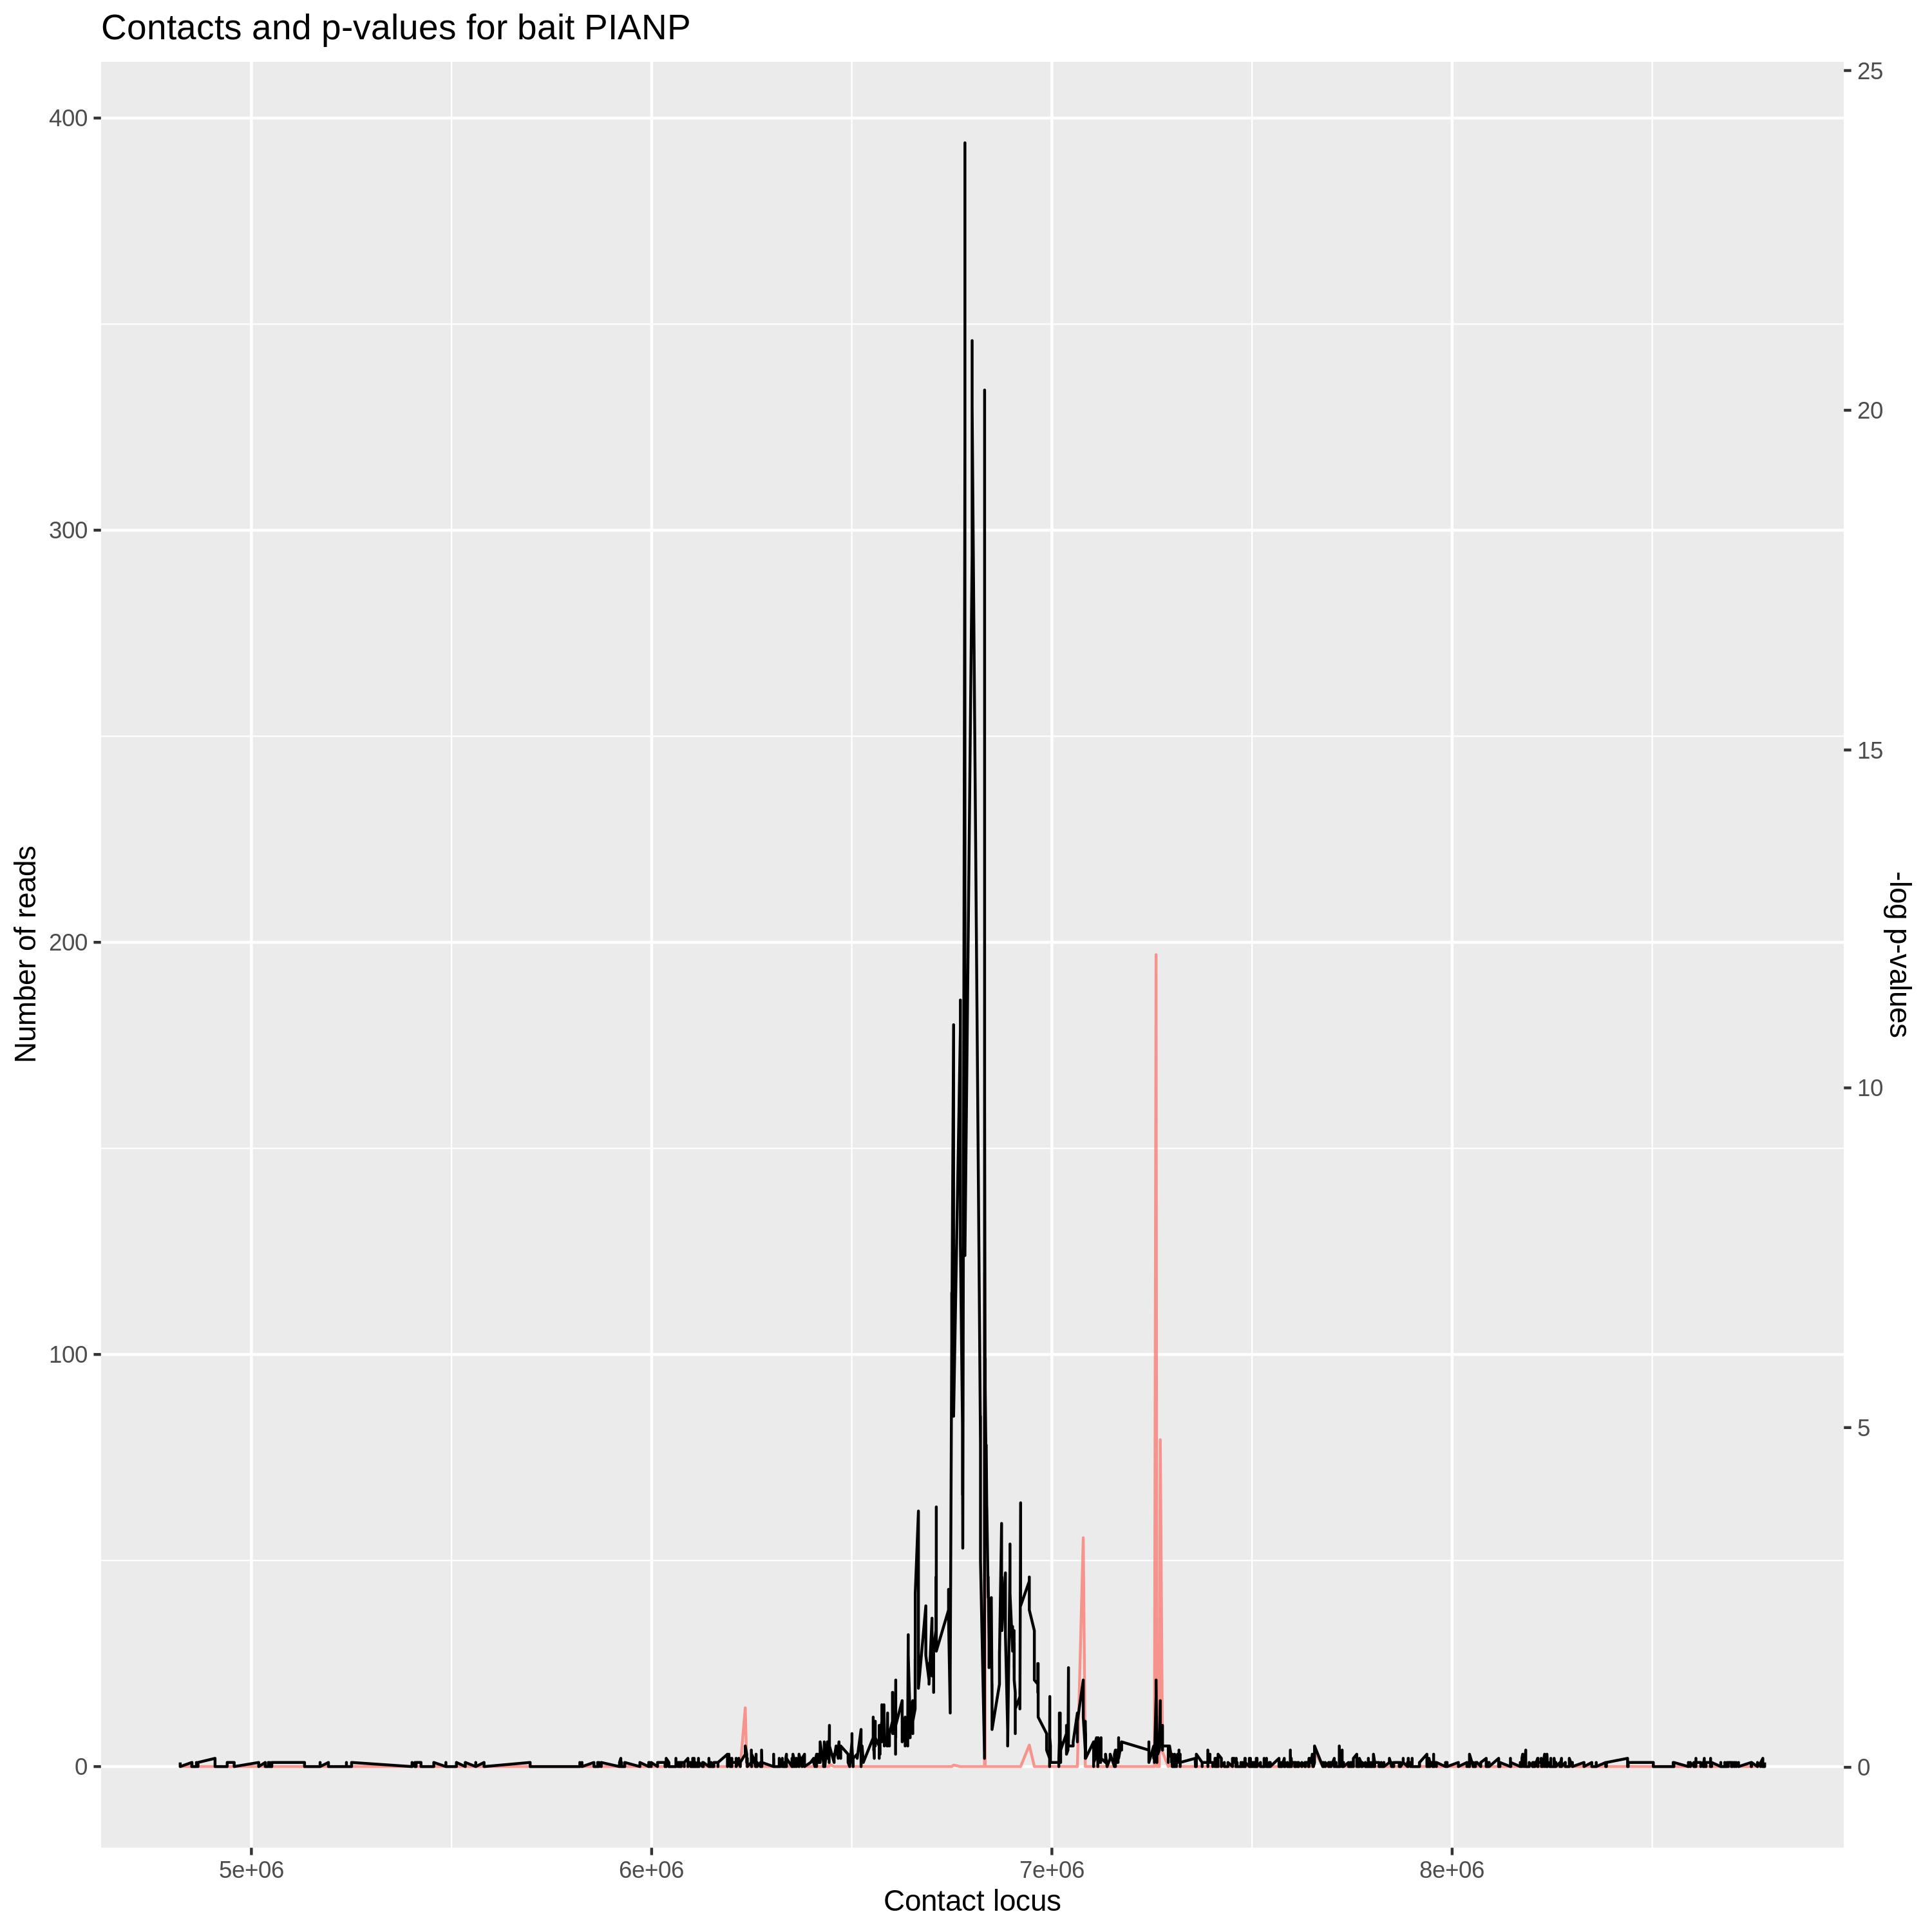 Contacts and p-values for bait PIANP
400
300
200
100
0
Number of reads
25
20
15
10
5
0
-log p-values
5e+06
6e+06
7e+06
8e+06
Contact locus